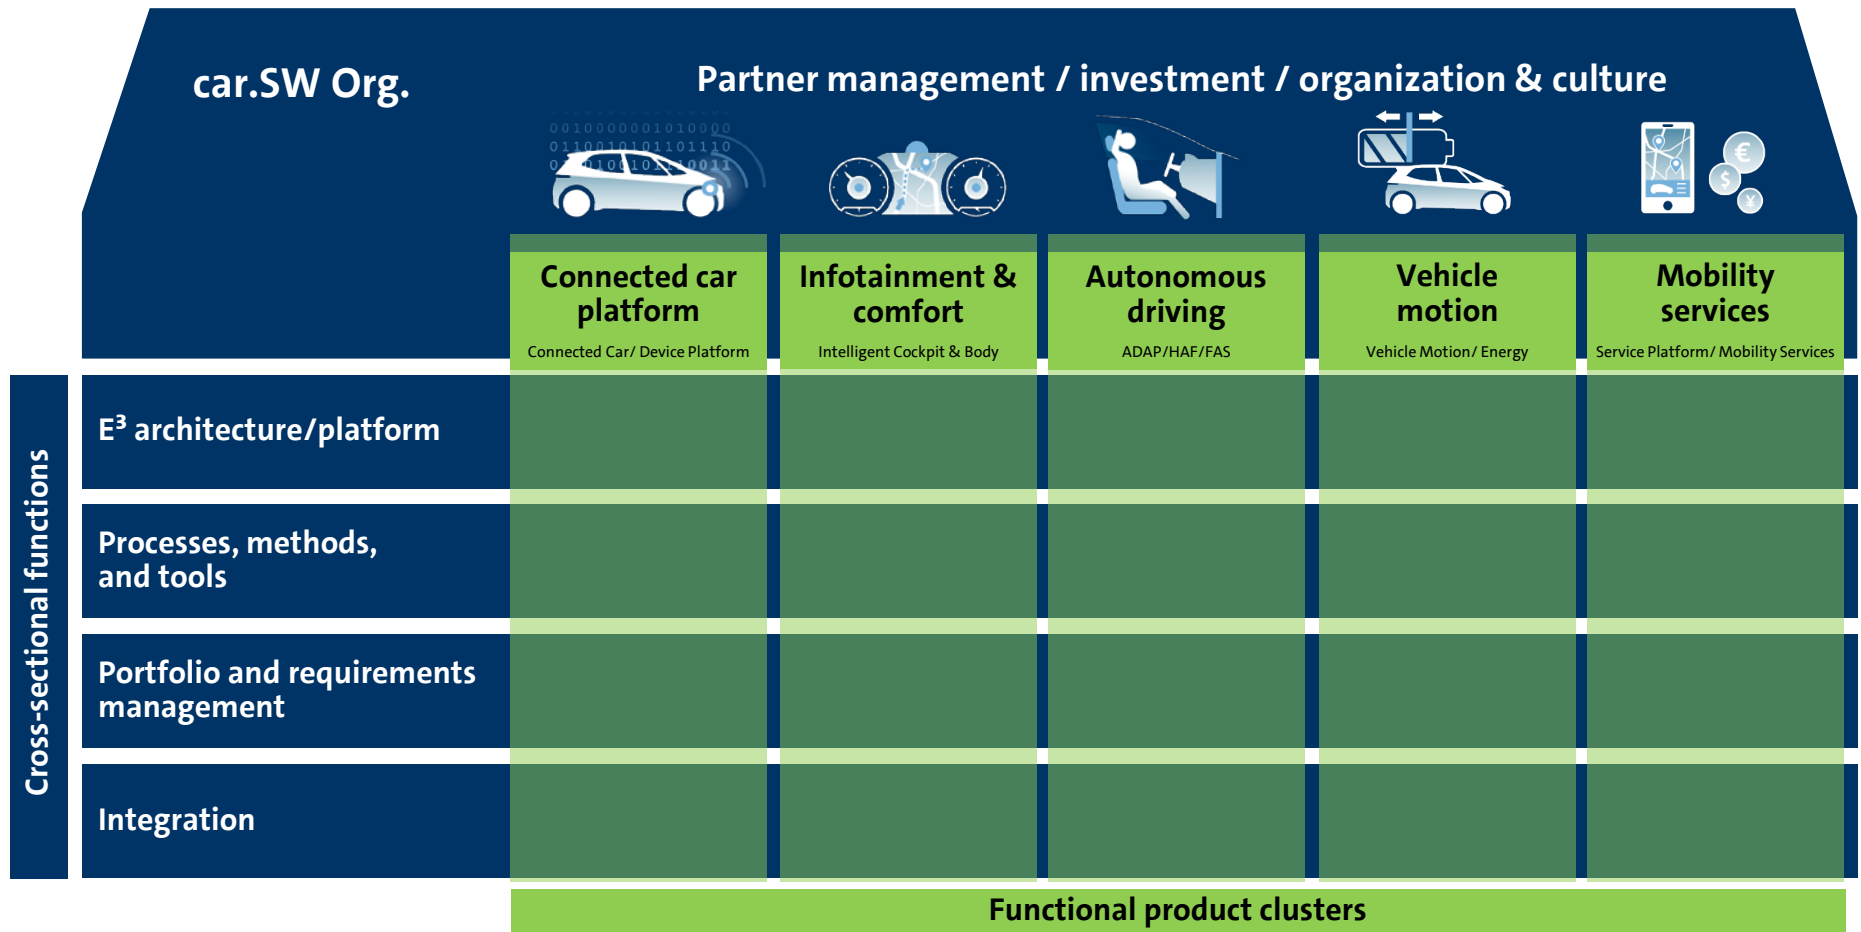 car.SW Org.
Partner management / investment / organization & culture
0010000001010000
0110010101101110
€
$
¥
Connected car
platform
Connected Car/ Device Platform
Infotainment &
comfort
Intelligent Cockpit & Body
Autonomous
driving
ADAP/HAF/FAS
Vehicle
motion
Vehicle Motion/ Energy
Mobility
services
Service Platform/ Mobility Services
Cross-sectional functions
E³ architecture/platform
Processes, methods,
and tools
Portfolio and requirements
management
Integration
Functional product clusters